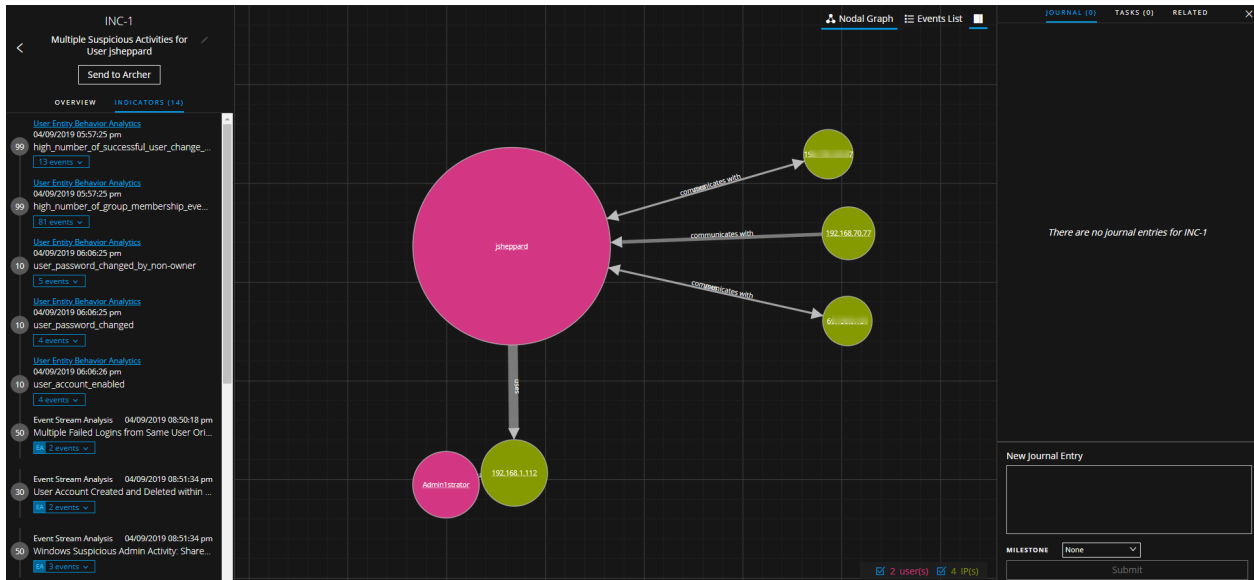 INC-1
Multiple Suspicious Activities for
User jsheppard
Send to Archer
OVERVIEW
INDICATORS (14)
User Entity Behavior Analytics
04/09/2019 05:57:25 pm
99
high_number_of_successful_user_change_...
13 events
User Entity Behavior Analytics
04/09/2019 05:57:25 pm
99
high_number_of_group_membership_eve...
81 events
User Entity Behavior Analytics
04/09/2019 06:06:25 pm
10
user_password_changed_by_non-owner
5 events
User Entity Behavior Analytics
04/09/2019 06:06:25 pm
10
user_password_changed
4 events
User Entity Behavior Analytics
04/09/2019 06:06:26 pm
10
user_account_enabled
4 events
Event Stream Analysis 04/09/2019 08:50:18 pm
50
Multiple Failed Logins from Same User Ori...
EA 2 events
Event Stream Analysis 04/09/2019 08:51:34 pm
30
User Account Created and Deleted within ...
EA 2 events
Event Stream Analysis 04/09/2019 08:51:34 pm
50
Windows Suspicious Admin Activity: Share...
EA 3 events
Nodal Graph
Events List
communicates with
jsheppard
communicates with
192.168.70.77
communicates with
uses
Admin1strator
192.168.1.112
2 user(s)
4 IP(s)
JOURNAL (0)
TASKS (0)
RELATED
There are no journal entries for INC-1
New Journal Entry
MILESTONE
None
Submit